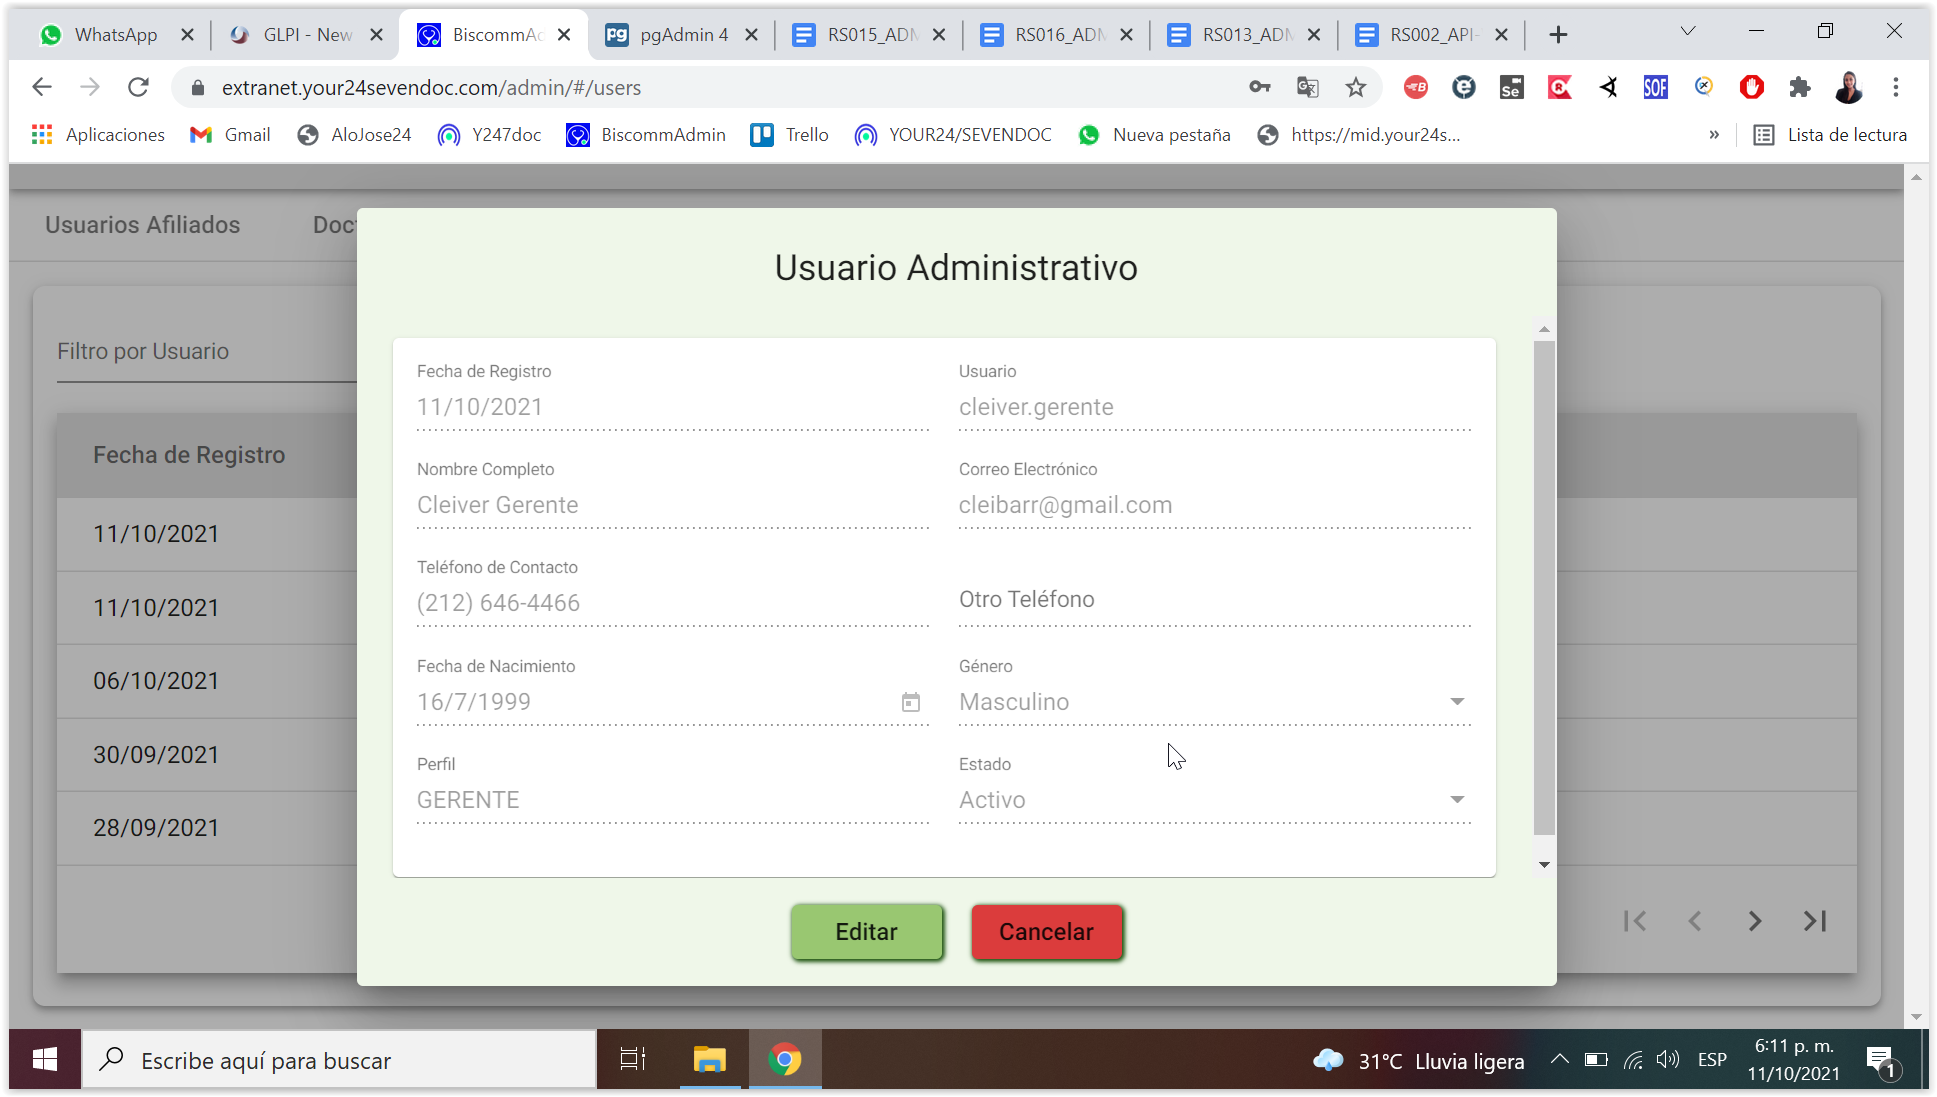 WhatsApp
GLPI - New
BiscommAd
pgAdmin 4
RS015_ADM
RS016_ADM
RS013_ADM
RS002_API-
extranet.your24sevendoc.com/admin/#/users
Aplicaciones
Gmail
AloJose24
Y247doc
BiscommAdmin
Trello
YOUR24/SEVENDOC
Nueva pestaña
https://mid.your24s...
»
Lista de lectura
Usuarios Afiliados
Doct
Usuario Administrativo
Filtro por Usuario
Fecha de Registro
11/10/2021
11/10/2021
06/10/2021
30/09/2021
28/09/2021
Fecha de Registro
11/10/2021
Usuario
cleiver.gerente
Nombre Completo
Cleiver Gerente
Correo Electrónico
cleibarr@gmail.com
Teléfono de Contacto
(212) 646-4466
Otro Teléfono
Fecha de Nacimiento
16/7/1999
Género
Masculino
Perfil
GERENTE
Estado
Activo
Editar
Cancelar
Escribe aquí para buscar
31°C Lluvia ligera
ESP
6:11 p. m.
11/10/2021
1